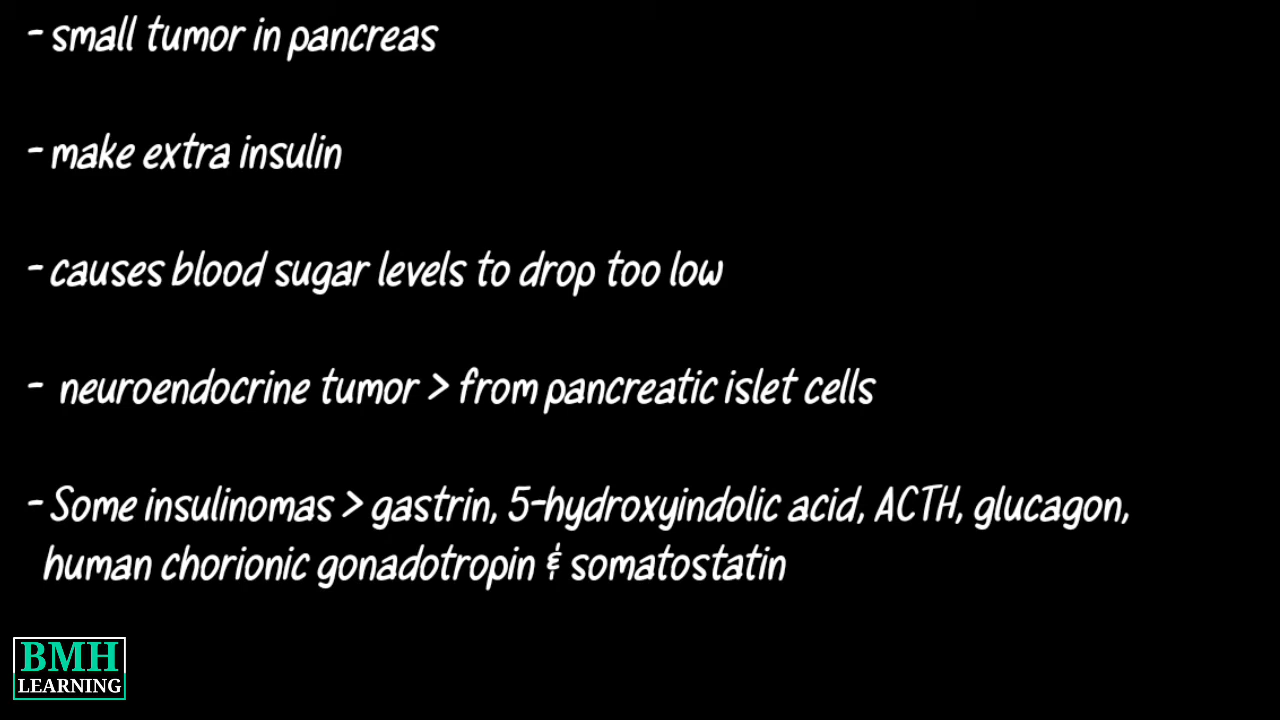 - small tumor in pancreas
- make extra insulin
- causes blood sugar levels to drop too low
- neuroendocrine tumor > from pancreatic islet cells
- Some insulinomas > gastrin, 5-hydroxyindolic acid, ACTH, glucagon,
human chorionic gonadotropin & somatostatin
BMH
LEARNING